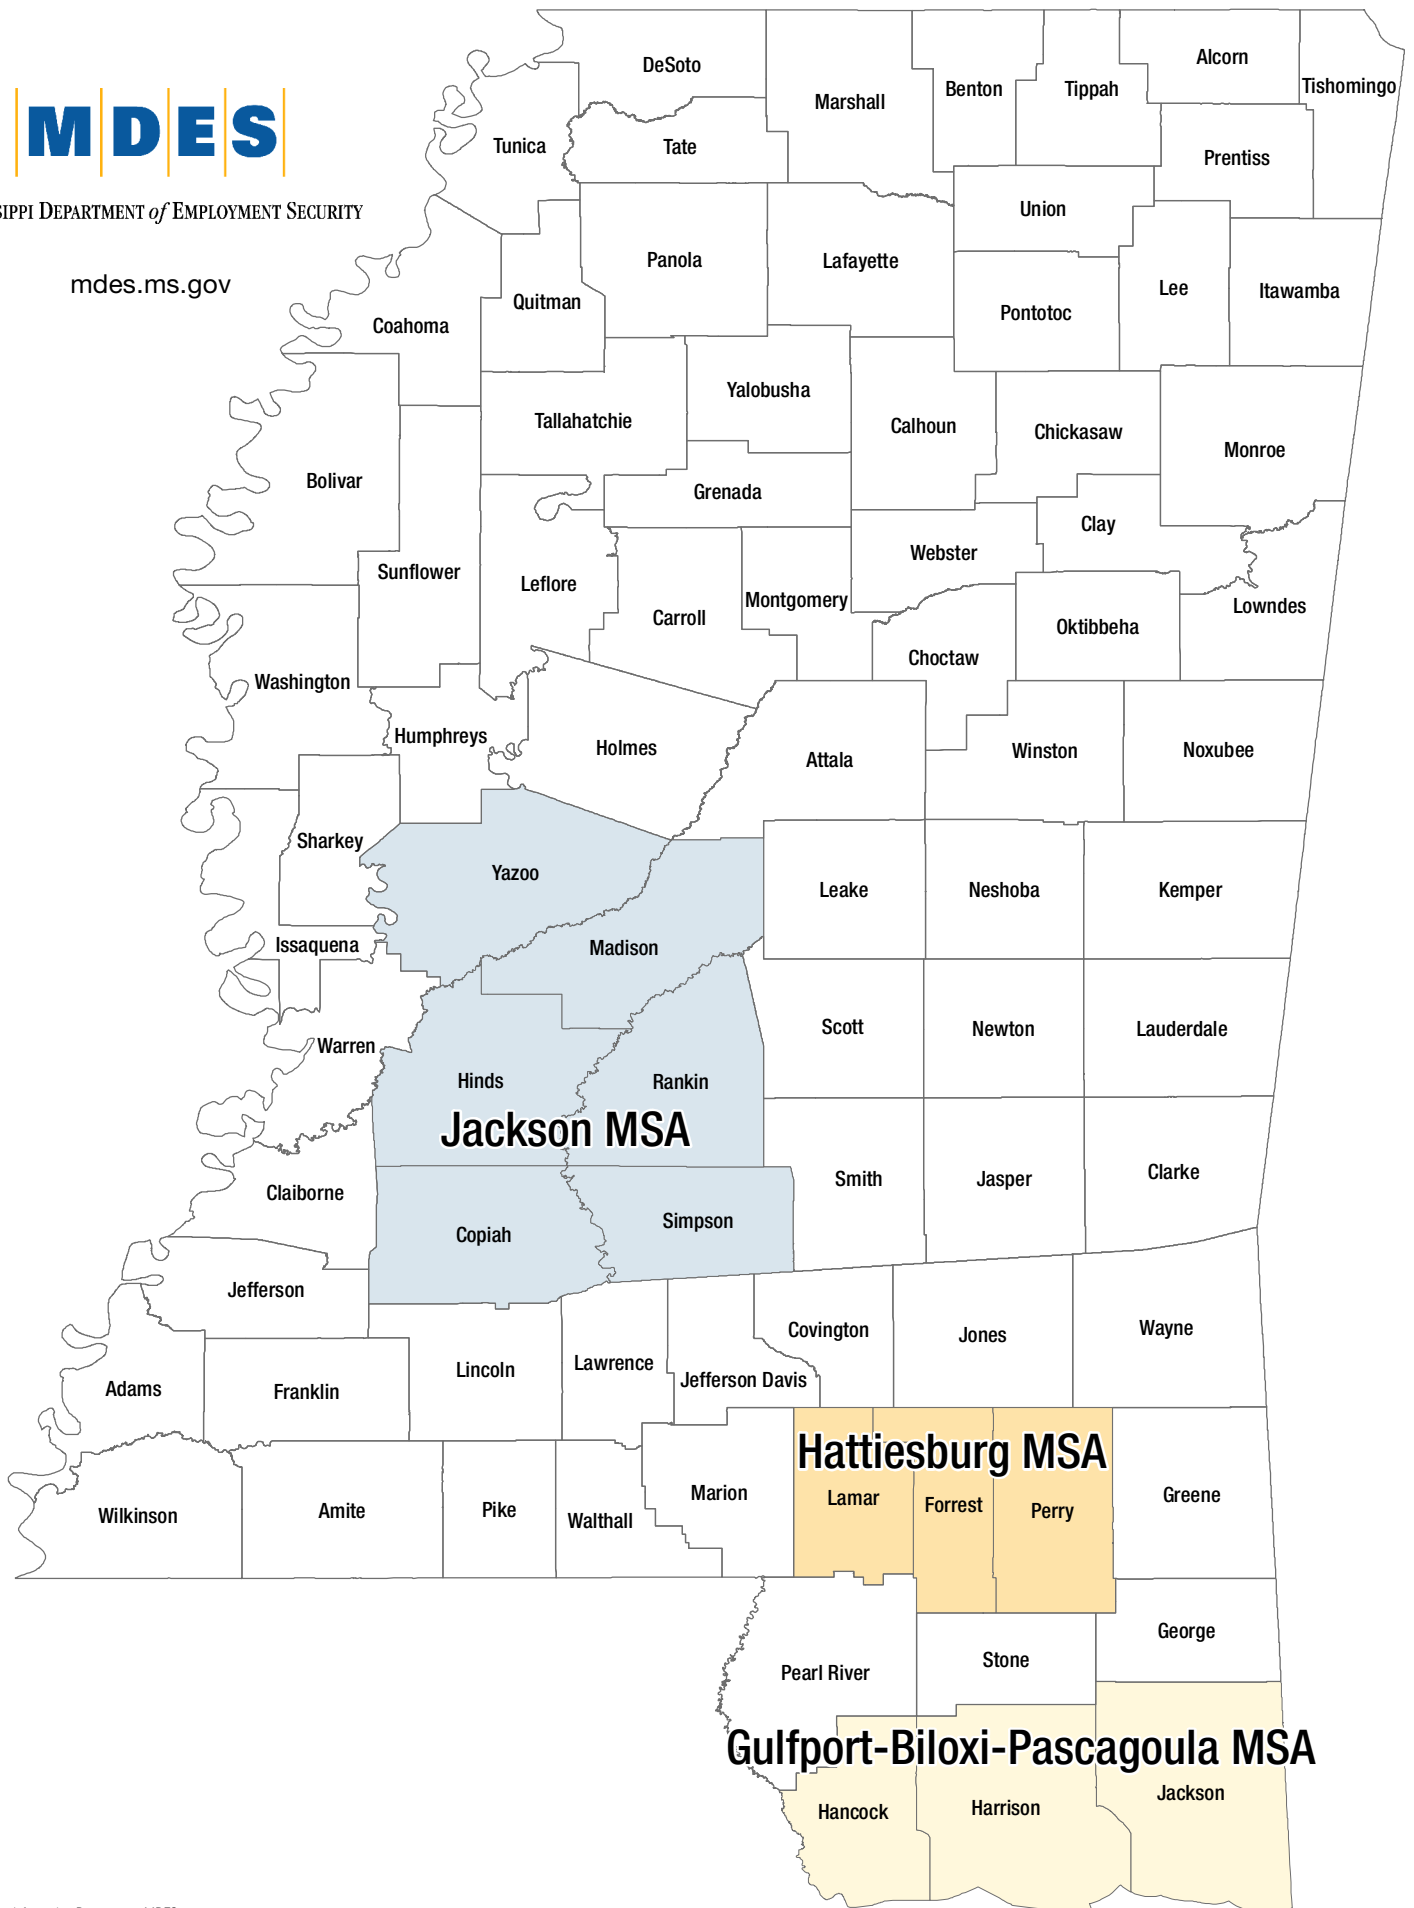 MDES
DEPARTMENT of EMPLOYMENT SECURITY
mdes.ms.gov
DeSoto
Marshall
Benton
Tippah
Alcorn
Tishomingo
Tunica
Tate
Prentiss
Union
Panola
Lafayette
Quitman
Coahoma
Pontotoc
Lee
Itawamba
Tallahatchie
Yalobusha
Calhoun
Chickasaw
Monroe
Bolivar
Grenada
Clay
Sunflower
Leflore
Webster
Carroll
Montgomery
Lowndes
Oktibbeha
Choctaw
Washington
Humphreys
Holmes
Attala
Winston
Noxubee
Sharkey
Yazoo
Leake
Neshoba
Kemper
Issaquena
Madison
Warren
Scott
Newton
Lauderdale
Hinds
Rankin
Jackson MSA
Claiborne
Smith
Jasper
Clarke
Copiah
Simpson
Jefferson
Covington
Jones
Wayne
Adams
Franklin
Lincoln
Lawrence
Jefferson Davis
Hattiesburg MSA
Wilkinson
Amite
Pike
Walthall
Marion
Lamar
Forrest
Perry
Greene
George
Pearl River
Stone
Gulfport-Biloxi-Pascagoula MSA
Hancock
Harrison
Jackson